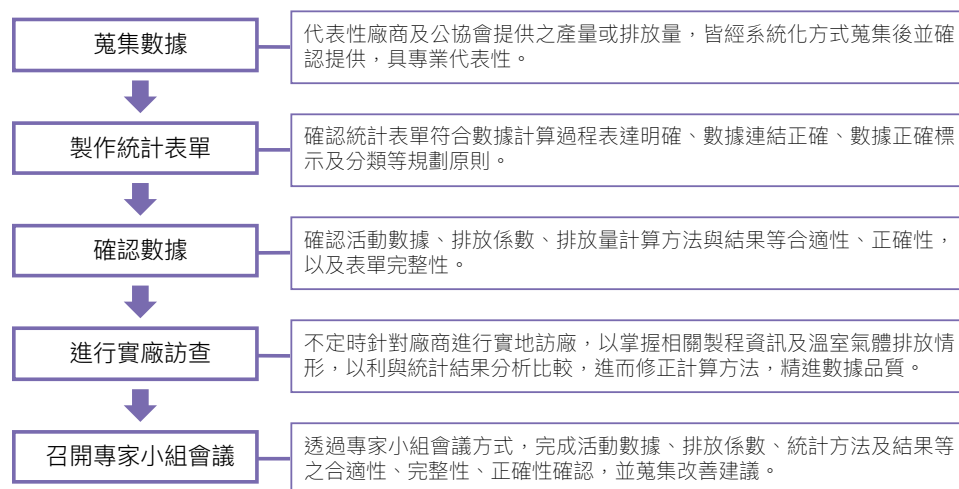 蒐集數據
代表性廠商及公協會提供之產量或排放量，皆經系統化方式蒐集後並確
認提供，具專業代表性。
製作統計表單
確認統計表單符合數據計算過程表達明確、數據連結正確、數據正確標
示及分類等規劃原則。
確認數據
確認活動數據、排放係數、排放量計算方法與結果等合適性、正確性，
以及表單完整性。
進行實廠訪查
不定時針對廠商進行實地訪廠，以掌握相關製程資訊及溫室氣體排放情
形，以利與統計結果分析比較，進而修正計算方法，精進數據品質。
召開專家小組會議
透過專家小組會議方式，完成活動數據、排放係數、統計方法及結果等
之合適性、完整性、正確性確認，並蒐集改善建議。